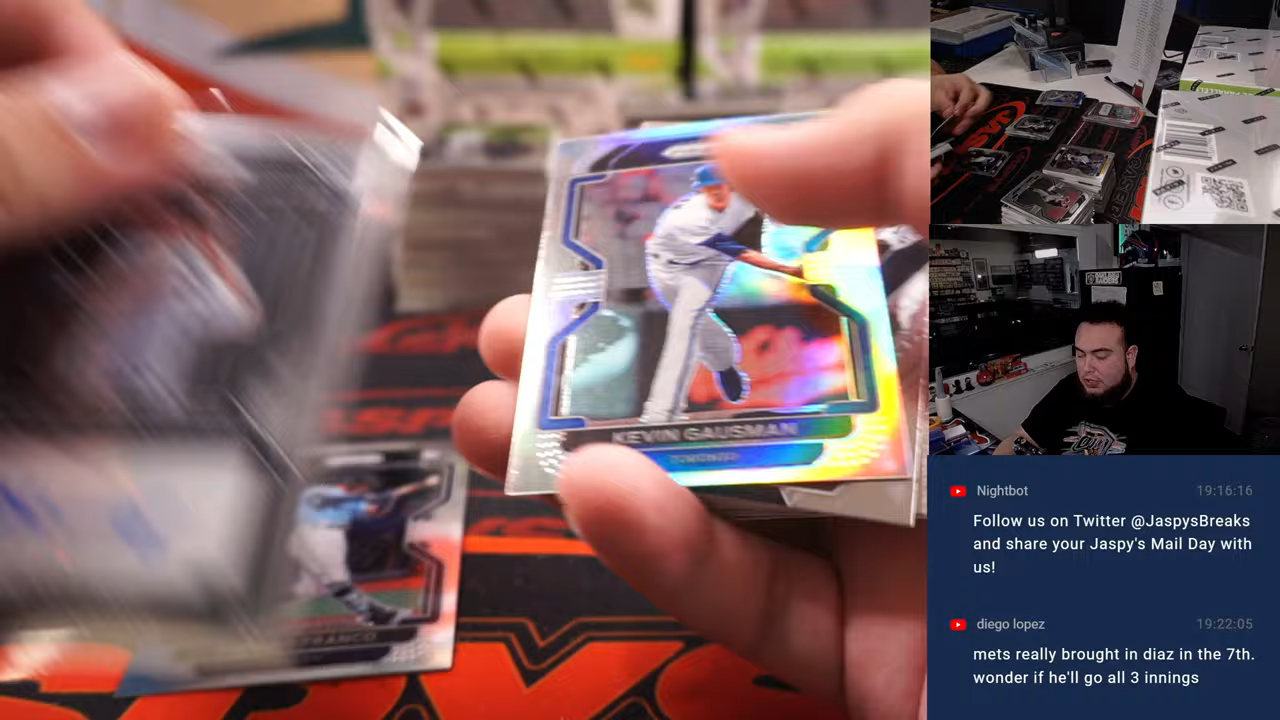 KEVIN GAUSMAN
TORONTO
FRANCO
Nightbot
19:16:16
Follow us on Twitter @JaspysBreaks
and share your Jaspy's Mail Day with
us!
diego lopez
19:22:05
mets really brought in diaz in the 7th.
wonder if he'll go all 3 innings